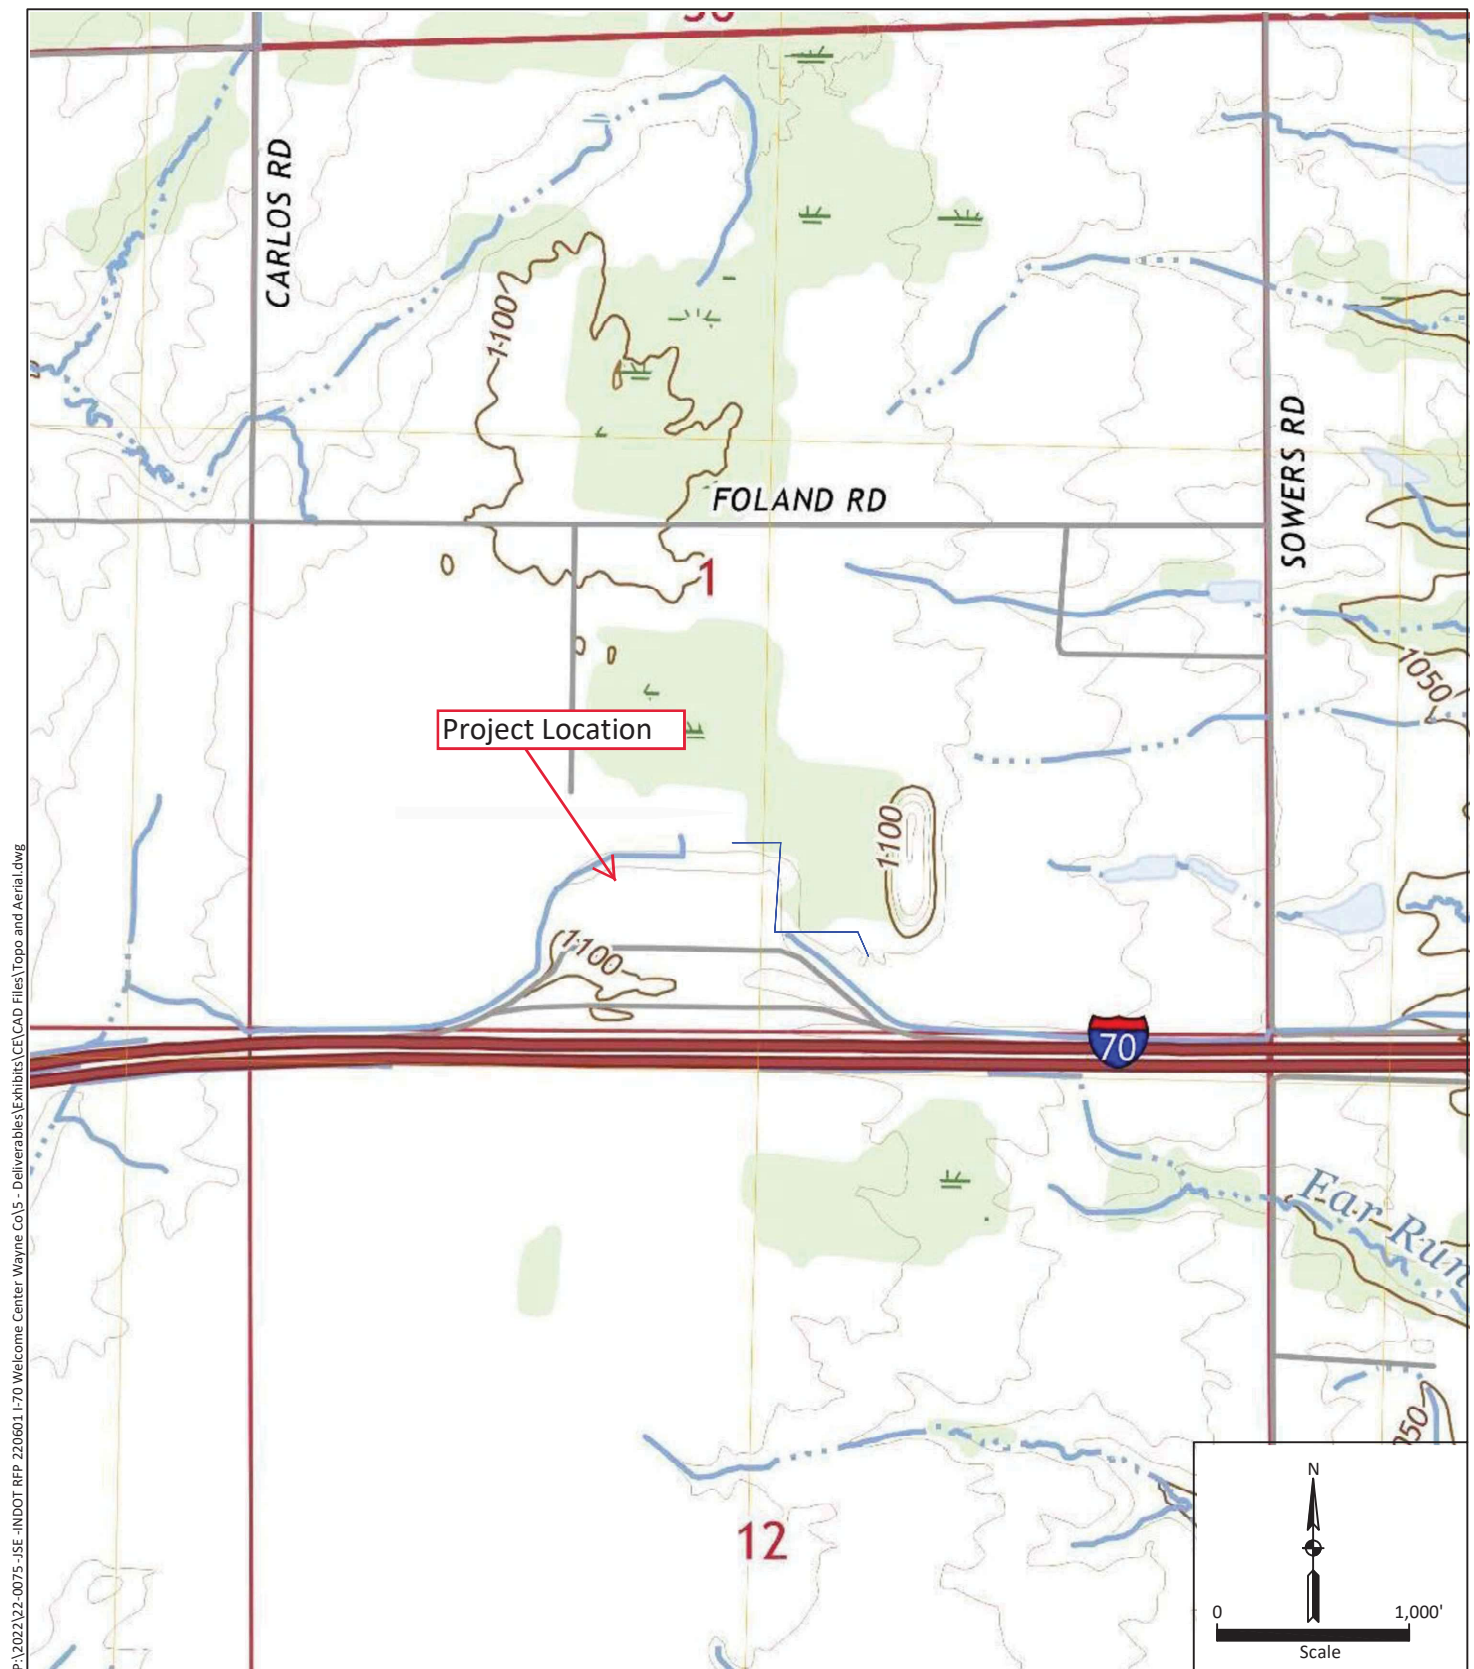 CARLOS RD
1100
FOLAND RD
SOWERS RD
1
1050
Project Location
1100
1100
70
Far Run
12
N
0 1,000'
Scale
P:\2022\22-0075 -JSE -INDOT RFP 220601 I-70 Welcome Center Wayne Co\5 - Deliverables\Exhibits\CE\CAD Files\Topo and Aerial.dwg